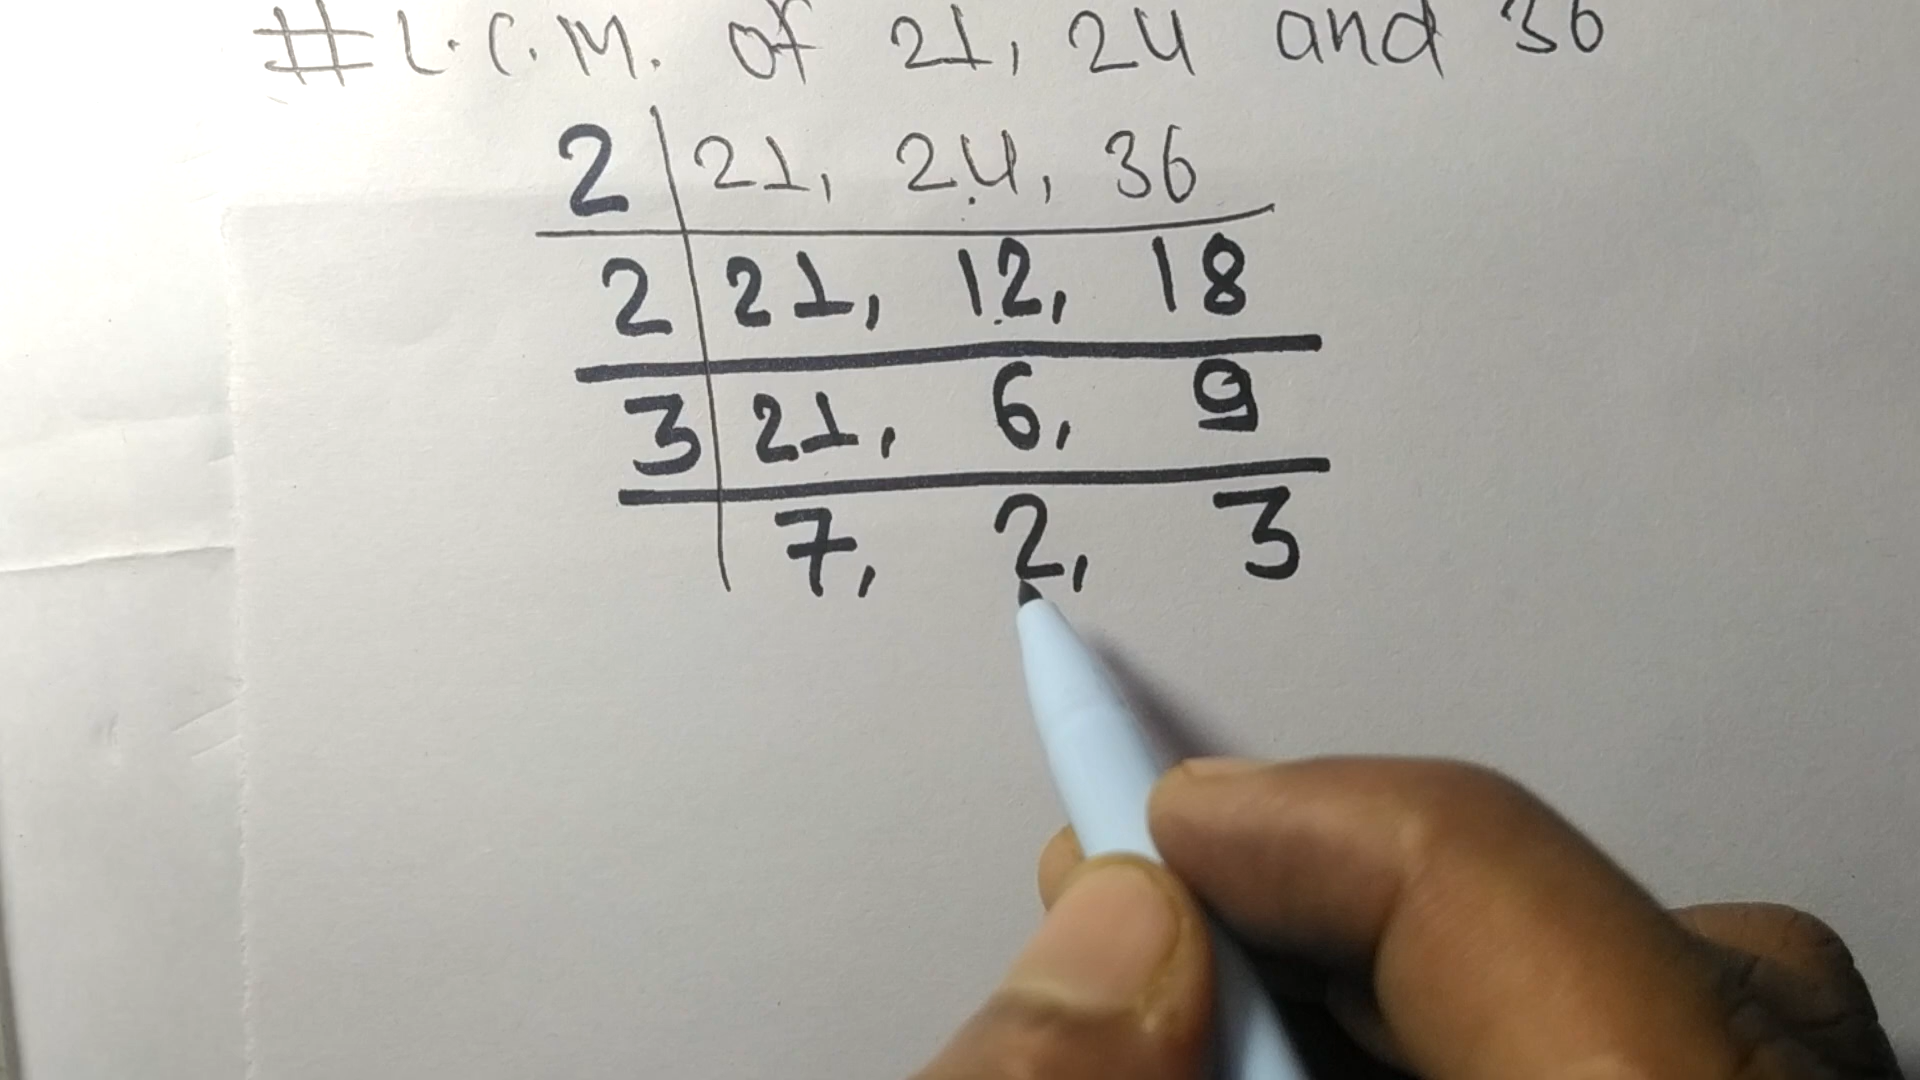 # L.C.M. of 21, 24 and 36
2 | 21, 24, 36
2 | 21, 12, 18
3 | 21, 6, 9
| 7, 2, 3